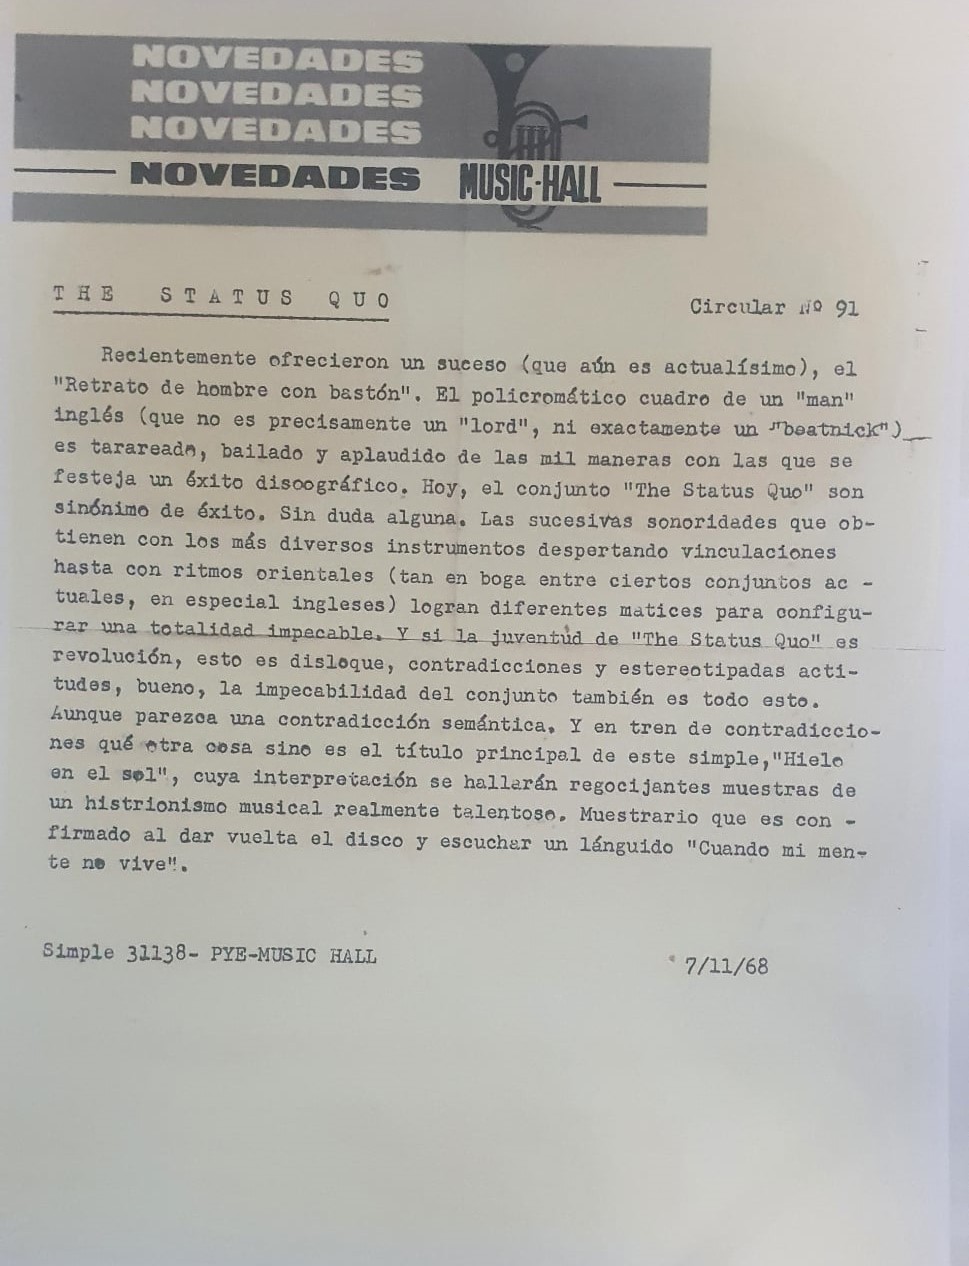 NOVEDADES
NOVEDADES
NOVEDADES
NOVEDADES MUSIC-HALL
THE STATUS QUO
Circular Nº 91
Recientemente ofrecieron un suceso (que aún es actualísimo), el
"Retrato de hombre con bastón". El policromático cuadro de un "man"
inglés (que no es precisamente un "lord", ni exactamente un "beatnick")
es tarareado, bailado y aplaudido de las mil maneras con las que se
festeja un éxito discográfico. Hoy, el conjunto "The Status Quo" son
sinónimo de éxito. Sin duda alguna. Las sucesivas sonoridades que ob-
tienen con los más diversos instrumentos despertando vinculaciones
hasta con ritmos orientales (tan en boga entre ciertos conjuntos ac -
tuales, en especial ingleses) logran diferentes matices para configu-
rar una totalidad impecable. Y si la juventud de "The Status Quo" es
revolución, esto es disloque, contradicciones y estereotipadas acti-
tudes, bueno, la impecabilidad del conjunto también es todo esto.
Aunque parezca una contradicción semántica. Y en tren de contradiccio-
nes qué otra cosa sino es el título principal de este simple,"Hielo
en el sol", cuya interpretación se hallarán regocijantes muestras de
un histrionismo musical realmente talentoso. Muestrario que es con -
firmado al dar vuelta el disco y escuchar un lánguido "Cuando mi men-
te no vive".
Simple 31138- PYE-MUSIC HALL
7/11/68